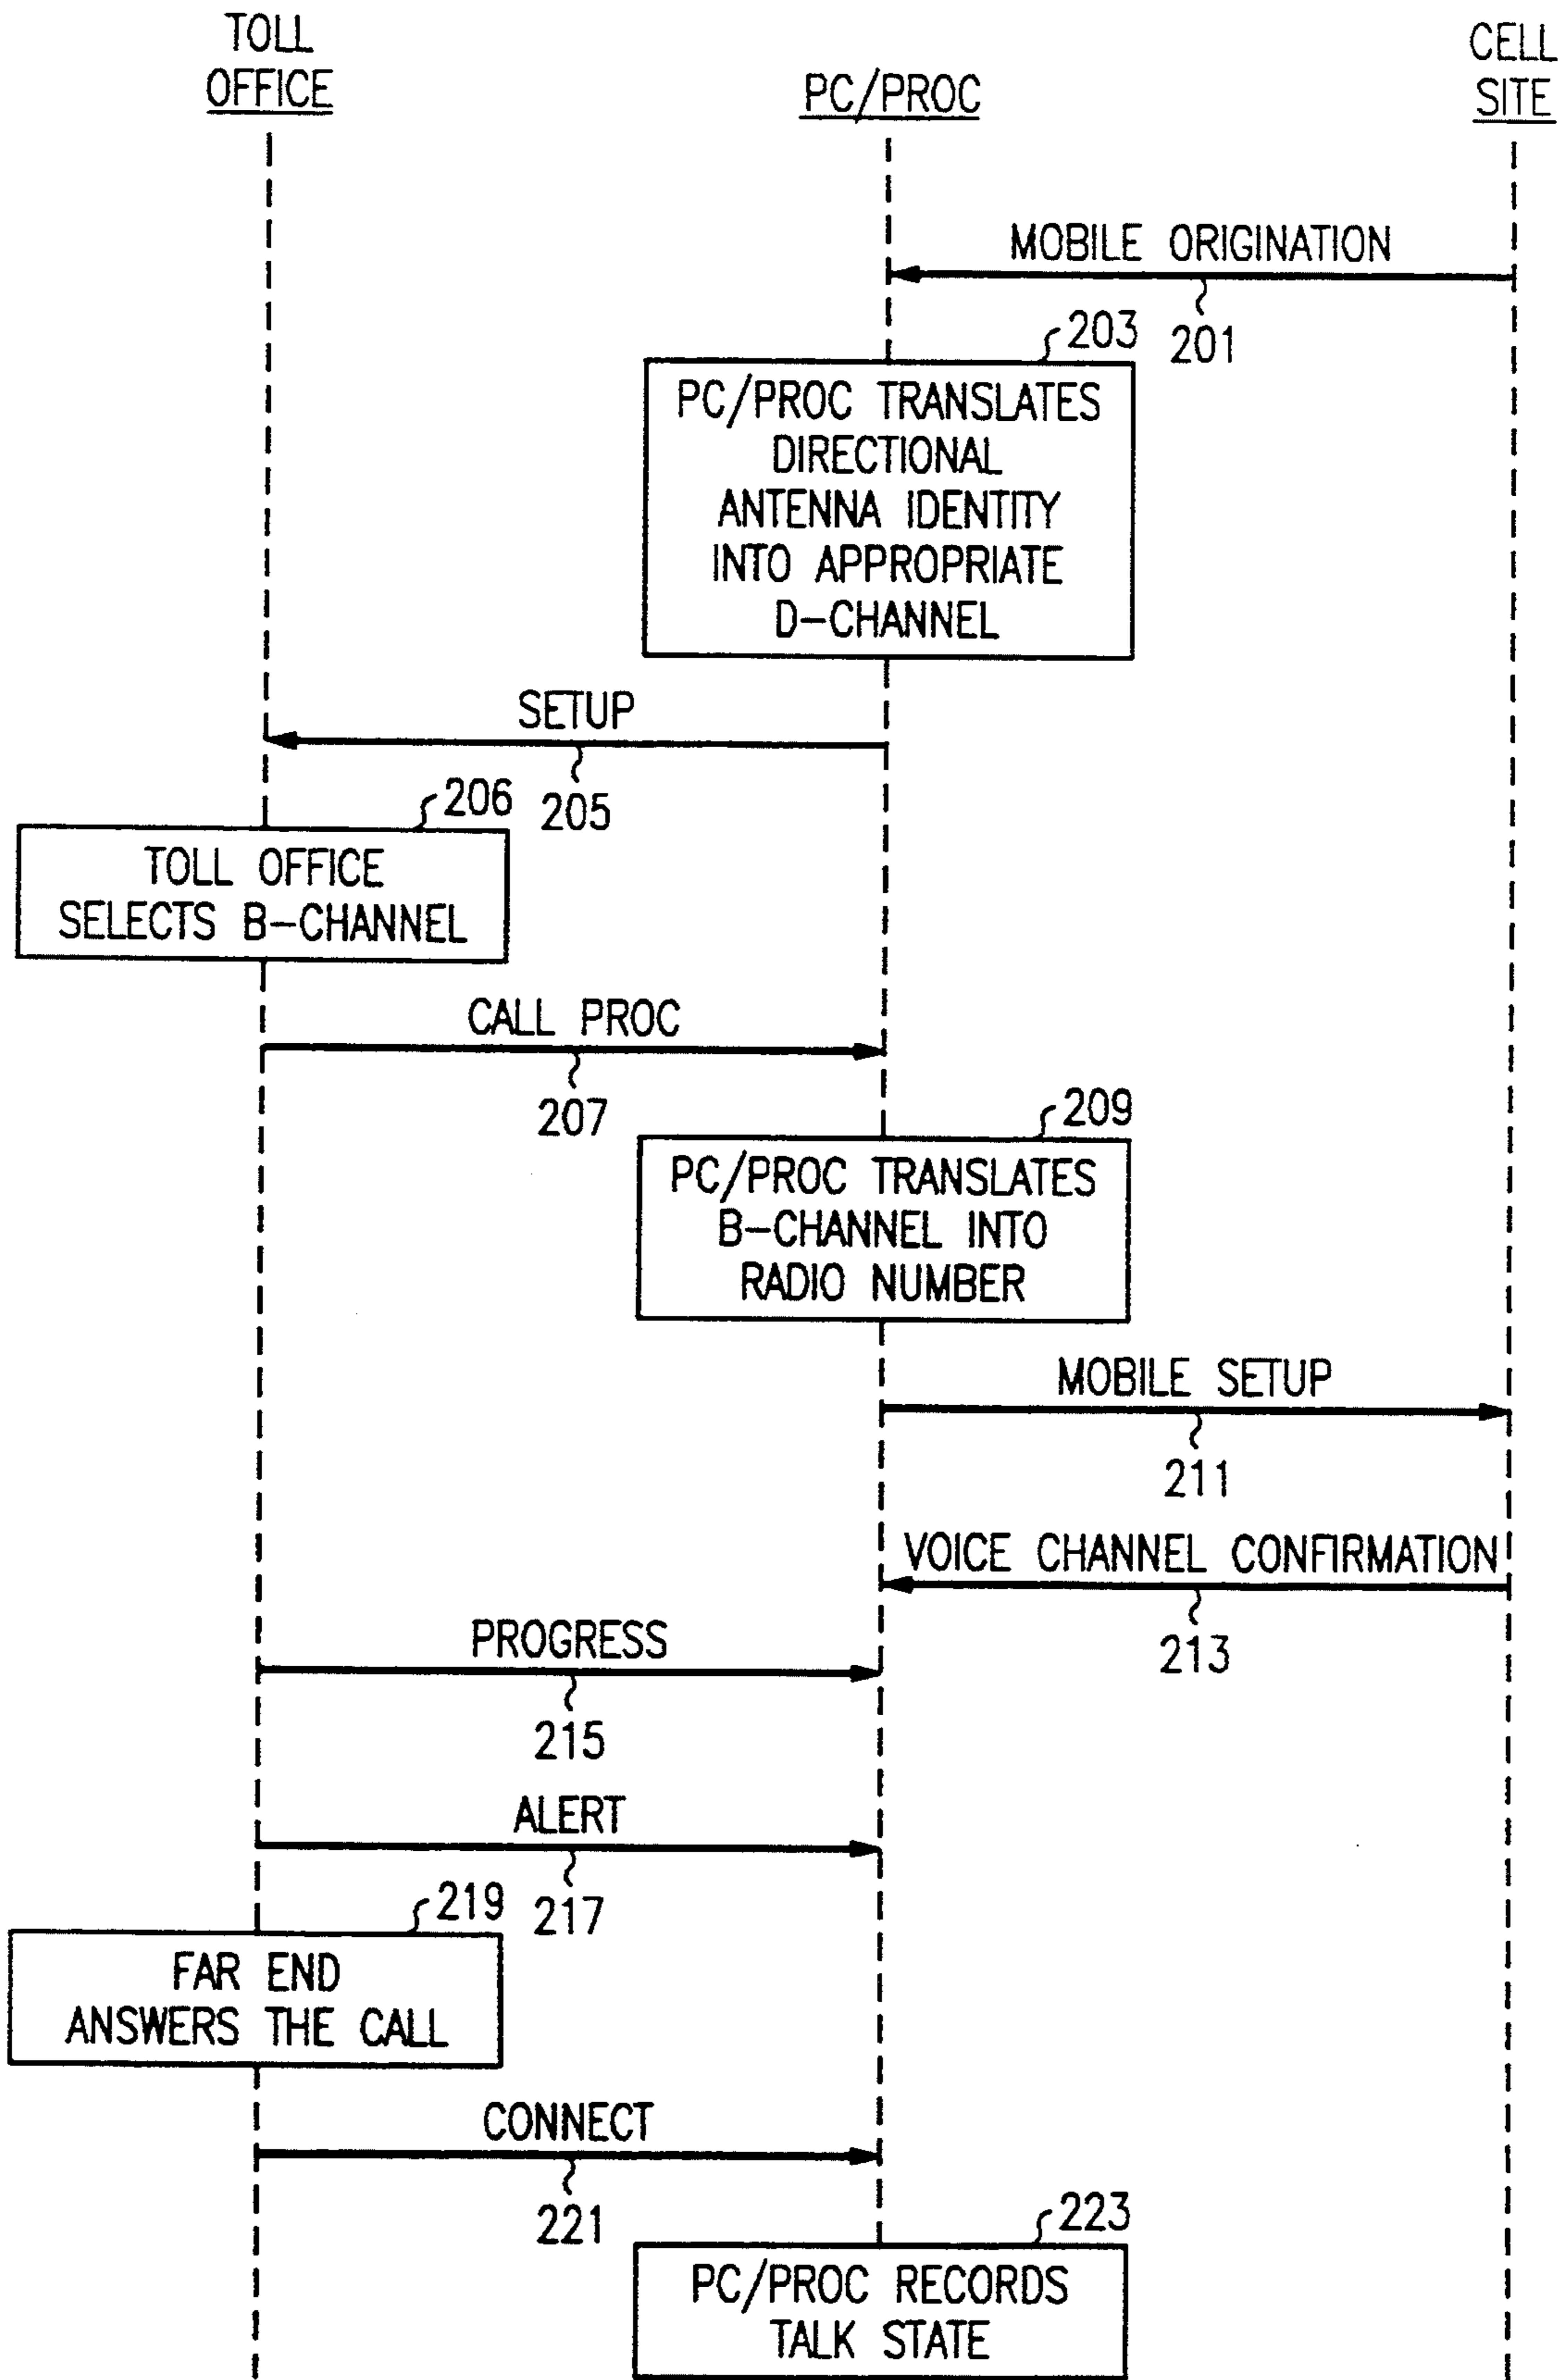 TOLL
OFFICE
PC/PROC
CELL
SITE
MOBILE ORIGINATION
201
203
PC/PROC TRANSLATES
DIRECTIONAL
ANTENNA IDENTITY
INTO APPROPRIATE
D-CHANNEL
SETUP
205
206
TOLL OFFICE
SELECTS B-CHANNEL
CALL PROC
207
209
PC/PROC TRANSLATES
B-CHANNEL INTO
RADIO NUMBER
MOBILE SETUP
211
VOICE CHANNEL CONFIRMATION
213
PROGRESS
215
ALERT
217
219
FAR END
ANSWERS THE CALL
CONNECT
221
223
PC/PROC RECORDS
TALK STATE